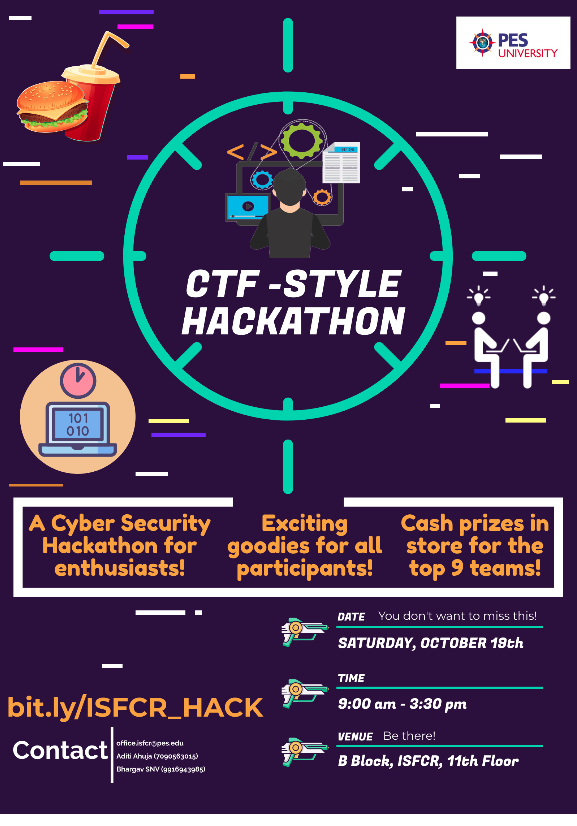 PES
UNIVERSITY
</>
CTF -STYLE
HACKATHON
101
010
A Cyber Security
Hackathon for
enthusiasts!
Exciting
goodies for all
participants!
Cash prizes in
store for the
top 9 teams!
DATE You don't want to miss this!
SATURDAY, OCTOBER 19th
TIME
9:00 am - 3:30 pm
VENUE Be there!
B Block, ISFCR, 11th Floor
bit.ly/ISFCR_HACK
Contact
office.isfcr@pes.edu
Aditi Ahuja (7090563015)
Bhargav SNV (9916943985)